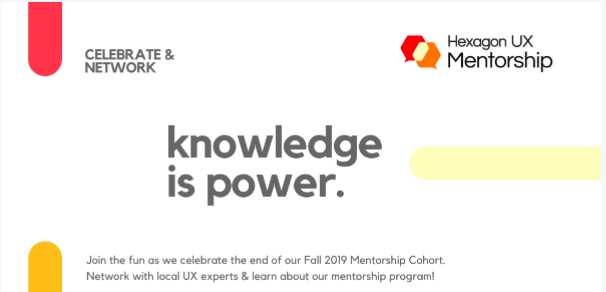 CELEBRATE &
NETWORK
Hexagon UX
Mentorship
knowledge
is power.
Join the fun as we celebrate the end of our Fall 2019 Mentorship Cohort.
Network with local UX experts & learn about our mentorship program!